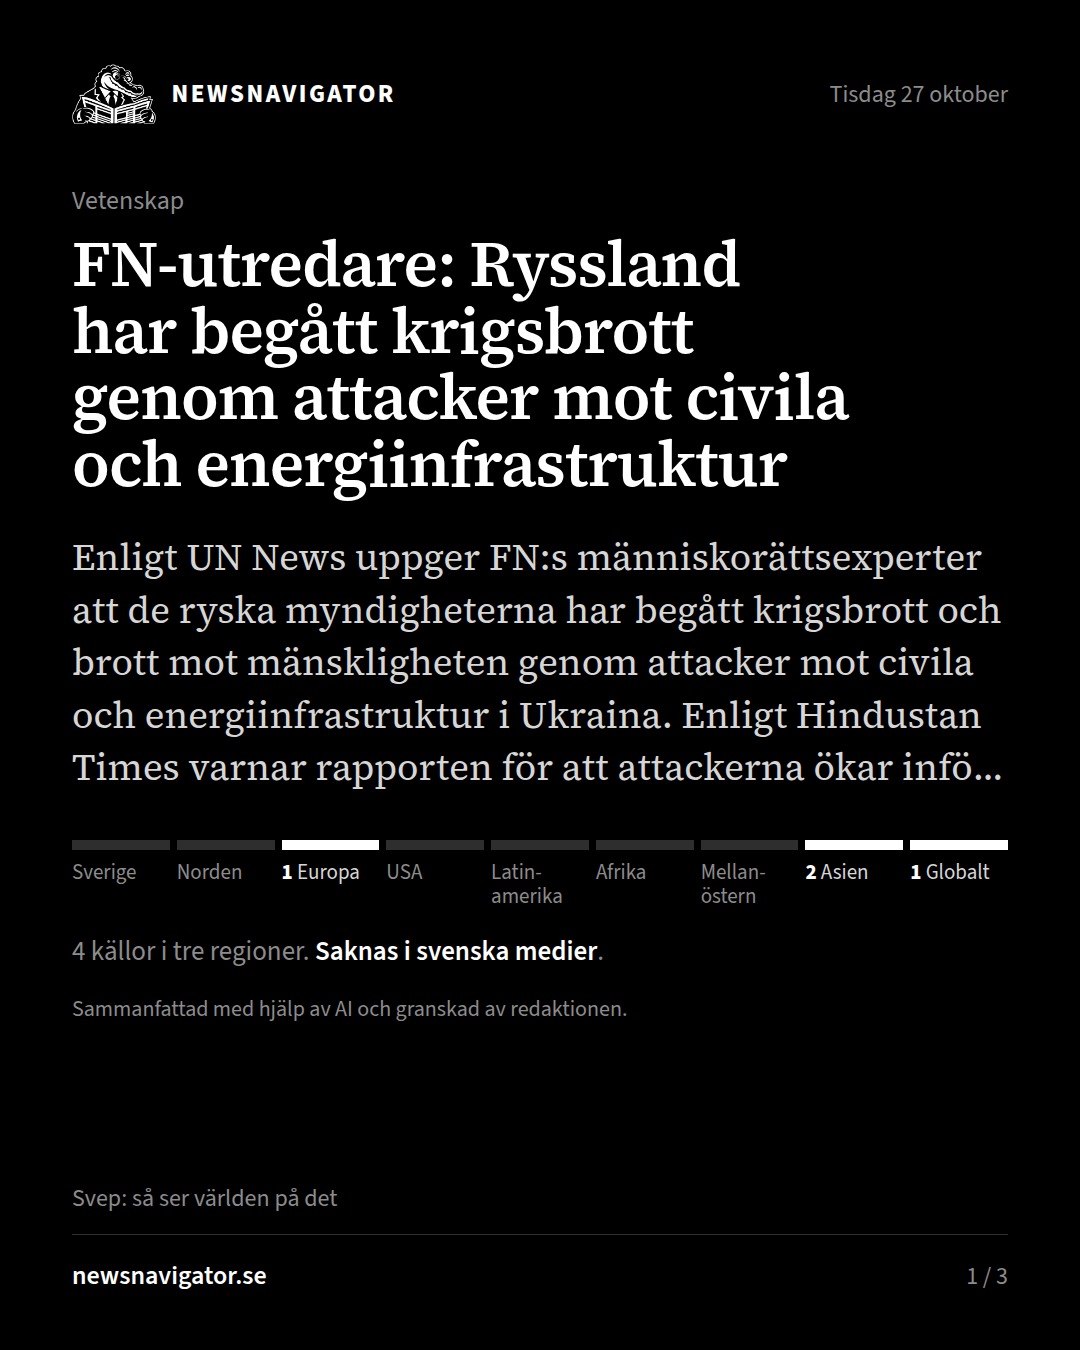 NEWSNAVIGATOR
Tisdag 27 oktober
Vetenskap
FN-utredare: Ryssland
har begått krigsbrott
genom attacker mot civila
och energiinfrastruktur
Enligt UN News uppger FN:s människorättsexperter
att de ryska myndigheterna har begått krigsbrott och
brott mot mänskligheten genom attacker mot civila
och energiinfrastruktur i Ukraina. Enligt Hindustan
Times varnar rapporten för att attackerna ökar infö...
Sverige
Norden
1 Europa
USA
Latin-
amerika
Afrika
Mellan-
östern
2 Asien
1 Globalt
4 källor i tre regioner. Saknas i svenska medier.
Sammanfattad med hjälp av AI och granskad av redaktionen.
Svep: så ser världen på det
newsnavigator.se
1 / 3